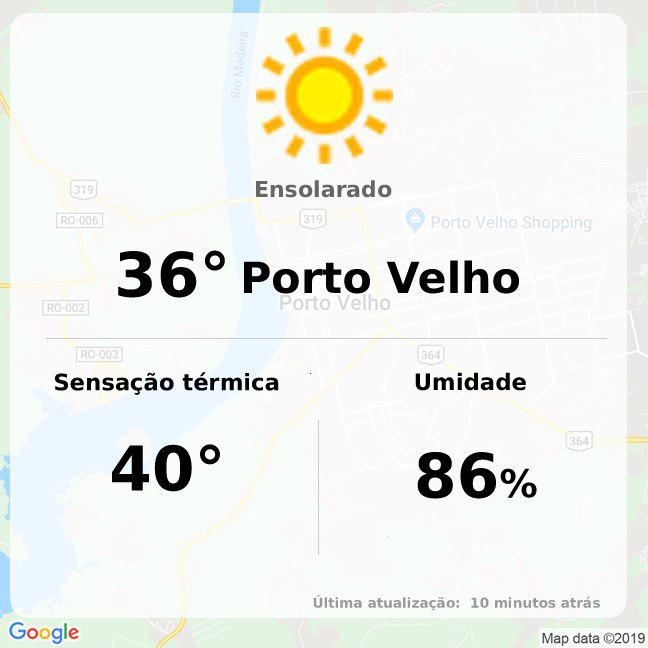 Rio Madeira
Ensolarado
319
RO-006
319
Porto Velho Shopping
36° Porto Velho
Porto Velho
RO-002
RO-003
364
Sensação térmica
Umidade
364
40°
86%
Última atualização: 10 minutos atrás
Google
Map data ©2019